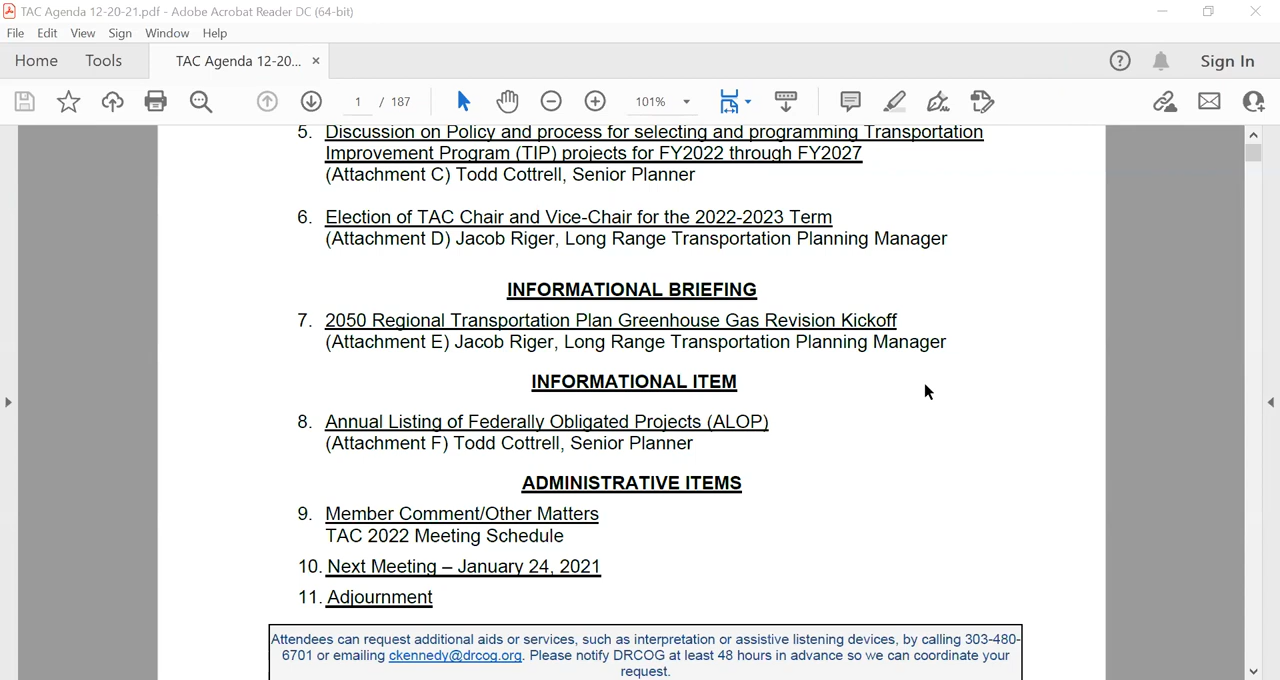 TAC Agenda 12-20-21.pdf - Adobe Acrobat Reader DC (64-bit)
File Edit View Sign Window Help
Home Tools TAC Agenda 12-20... × Sign In
1 / 187 101%
5. Discussion on Policy and process for selecting and programming Transportation
Improvement Program (TIP) projects for FY2022 through FY2027
(Attachment C) Todd Cottrell, Senior Planner
6. Election of TAC Chair and Vice-Chair for the 2022-2023 Term
(Attachment D) Jacob Riger, Long Range Transportation Planning Manager
INFORMATIONAL BRIEFING
7. 2050 Regional Transportation Plan Greenhouse Gas Revision Kickoff
(Attachment E) Jacob Riger, Long Range Transportation Planning Manager
INFORMATIONAL ITEM
8. Annual Listing of Federally Obligated Projects (ALOP)
(Attachment F) Todd Cottrell, Senior Planner
ADMINISTRATIVE ITEMS
9. Member Comment/Other Matters
TAC 2022 Meeting Schedule
10. Next Meeting – January 24, 2021
11. Adjournment
Attendees can request additional aids or services, such as interpretation or assistive listening devices, by calling 303-480-
6701 or emailing ckennedy@drcog.org. Please notify DRCOG at least 48 hours in advance so we can coordinate your
request.